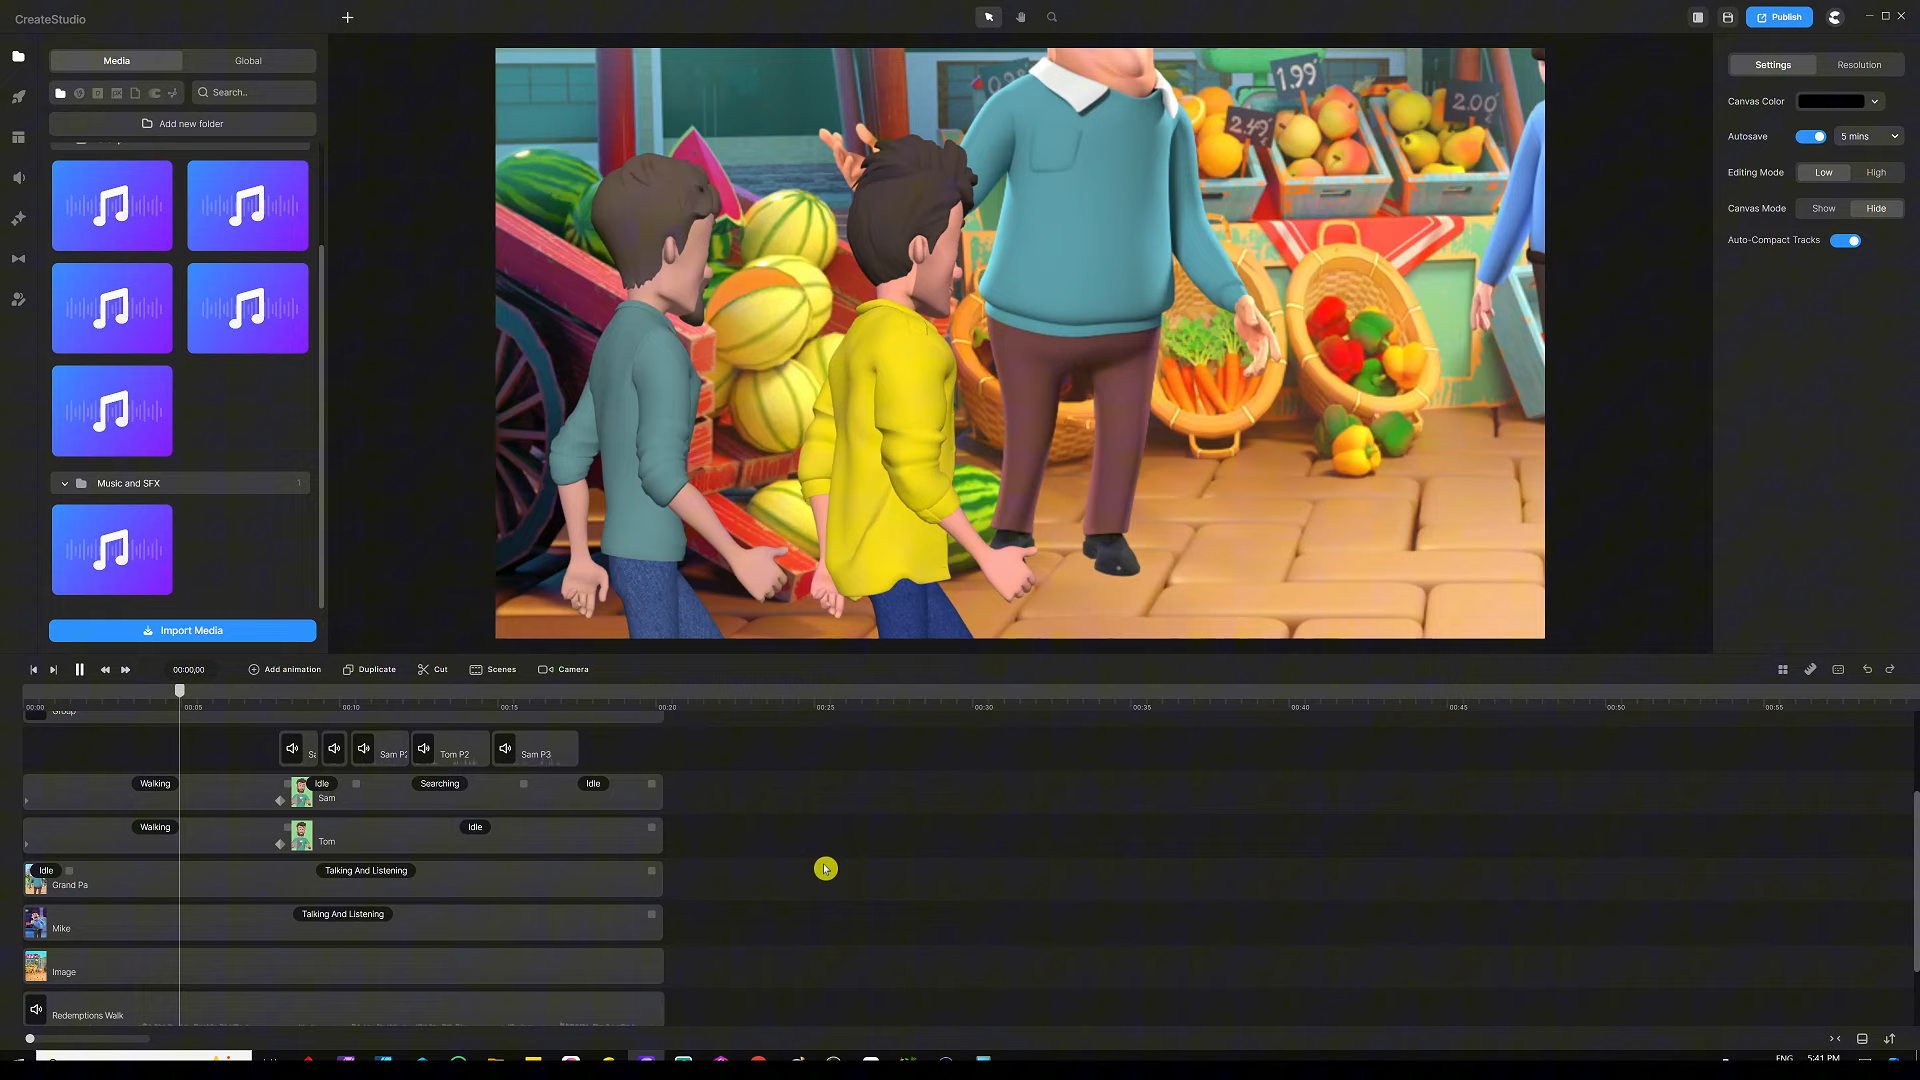 CreateStudio
Publish
Media
Global
Search..
Add new folder
Music and SFX
1
Import Media
1.99
2.49
2.00
Settings
Resolution
Canvas Color
Autosave
5 mins
Editing Mode
Low
High
Canvas Mode
Show
Hide
Auto-Compact Tracks
00:00,00
Add animation
Duplicate
Cut
Scenes
Camera
00:00
00:05
00:10
00:15
00:20
00:25
00:30
00:35
00:40
00:45
00:50
00:55
Group
Sam P2
Tom P2
Sam P3
Walking
Idle
Searching
Idle
Sam
Walking
Idle
Tom
Idle
Talking And Listening
Grand Pa
Talking And Listening
Mike
Image
Redemptions Walk
ENG
5:41 PM